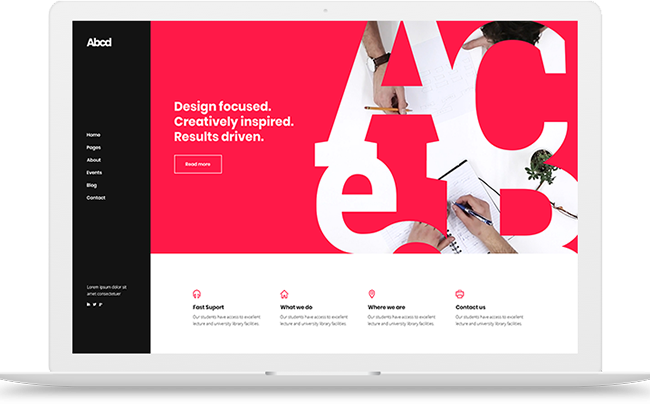 Abcd
Home
Pages
About
Events
Blog
Contact
Lorem ipsum dolor sit
amet consectetuer
Design focused.
Creatively inspired.
Results driven.
Read more
A C
e B
Fast Suport
Our students have access to excellent
lecture and university library facilities.
What we do
Our students have access to excellent
lecture and university library facilities.
Where we are
Our students have access to excellent
lecture and university library facilities.
Contact us
Our students have access to excellent
lecture and university library facilities.